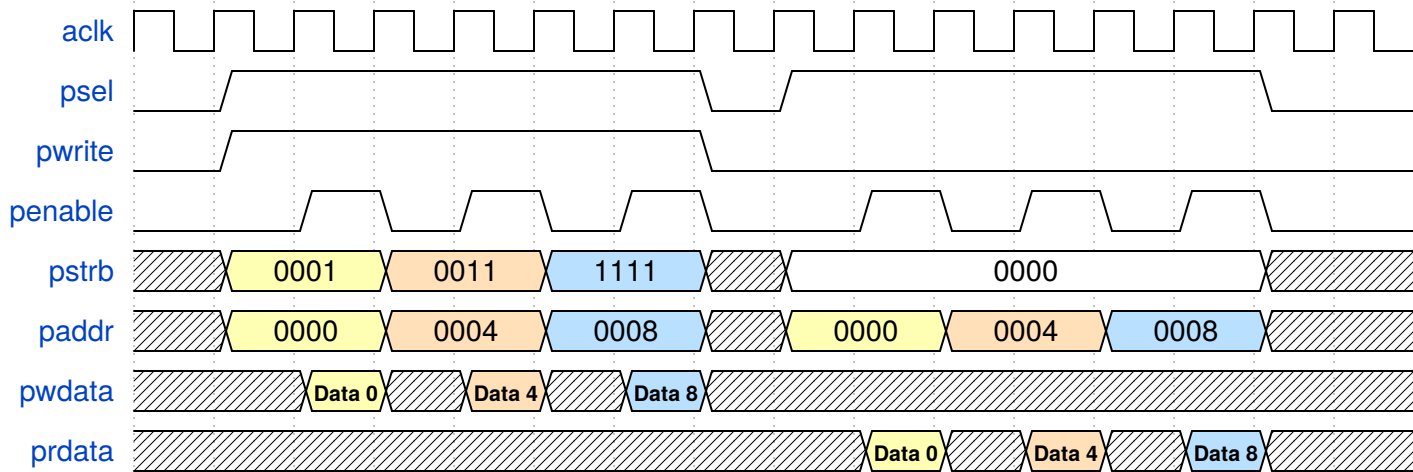 aclk
psel
pwrite
penable
pstrb 0001 0011 1111 0000
paddr 0000 0004 0008 0000 0004 0008
pwdata Data 0 Data 4 Data 8
prdata Data 0 Data 4 Data 8